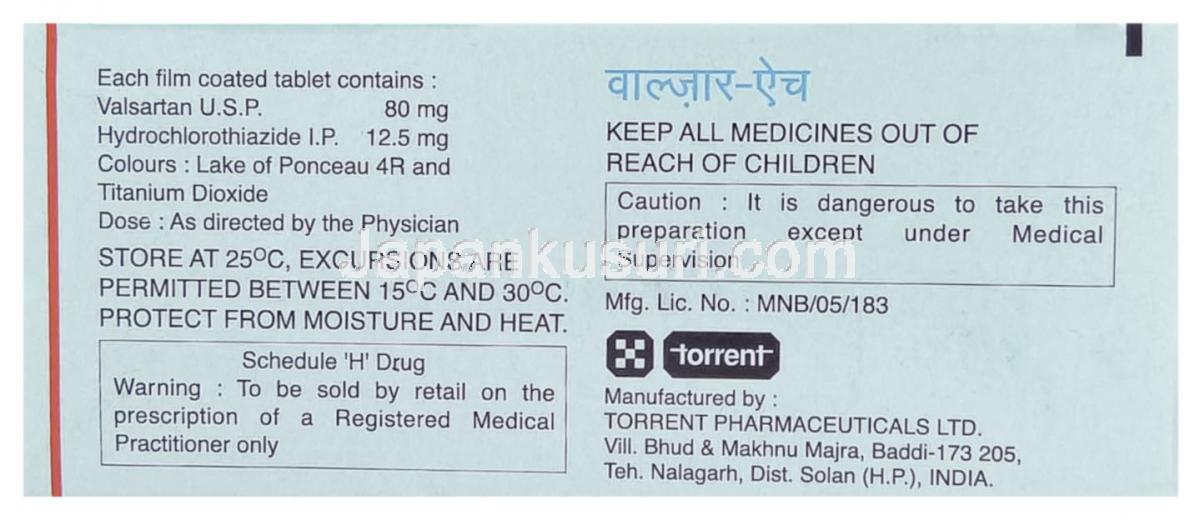 Each film coated tablet contains :
Valsartan U.S.P. 80 mg
Hydrochlorothiazide I.P. 12.5 mg
Colours : Lake of Ponceau 4R and
Titanium Dioxide
Dose : As directed by the Physician
STORE AT 25ºC, EXCURSIONS ARE
PERMITTED BETWEEN 15ºC AND 30ºC.
PROTECT FROM MOISTURE AND HEAT.
Schedule 'H' Drug
Warning : To be sold by retail on the
prescription of a Registered Medical
Practitioner only
वाल्ज़ार-ऐच
KEEP ALL MEDICINES OUT OF
REACH OF CHILDREN
Caution : It is dangerous to take this
preparation except under Medical
Supervision
Mfg. Lic. No. : MNB/05/183
torrent
Manufactured by :
TORRENT PHARMACEUTICALS LTD.
Vill. Bhud & Makhnu Majra, Baddi-173 205,
Teh. Nalagarh, Dist. Solan (H.P.), INDIA.
Japankusuri.com